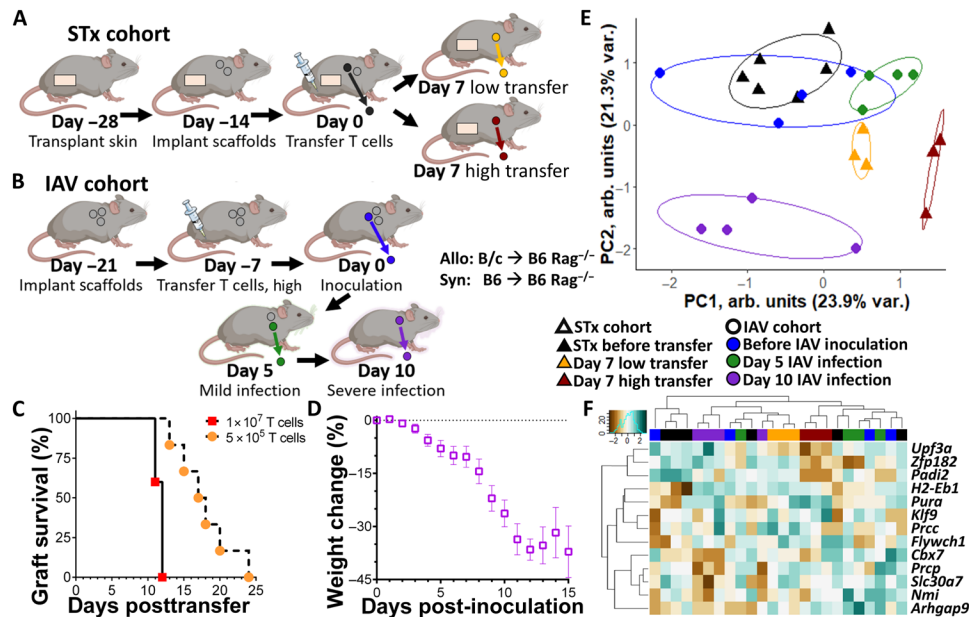 A
STx cohort
Day −28
Transplant skin
Day −14
Implant scaffolds
Day 0
Transfer T cells
Day 7 low transfer
Day 7 high transfer
B
IAV cohort
Day −21
Implant scaffolds
Day −7
Transfer T cells, high
Day 0
Inoculation
Allo: B/c → B6 Rag−/−
Syn: B6 → B6 Rag−/−
Day 5
Mild infection
Day 10
Severe infection
C
Graft survival (%)
100
75
50
25
0
0 5 10 15 20 25
Days posttransfer
1 × 10⁷ T cells
5 × 10⁵ T cells
D
Weight change (%)
0
-15
-30
-45
0 5 10 15
Days post-inoculation
E
PC2, arb. units (21.3% var.)
1
0
−1
−2
−2 −1 0 1
PC1, arb. units (23.9% var.)
STx cohort
STx before transfer
Day 7 low transfer
Day 7 high transfer
IAV cohort
Before IAV inoculation
Day 5 IAV infection
Day 10 IAV infection
F
-2 0 2
Upf3a
Zfp182
Padi2
H2-Eb1
Pura
Klf9
Prcc
Flywch1
Cbx7
Prcp
Slc30a7
Nmi
Arhgap9